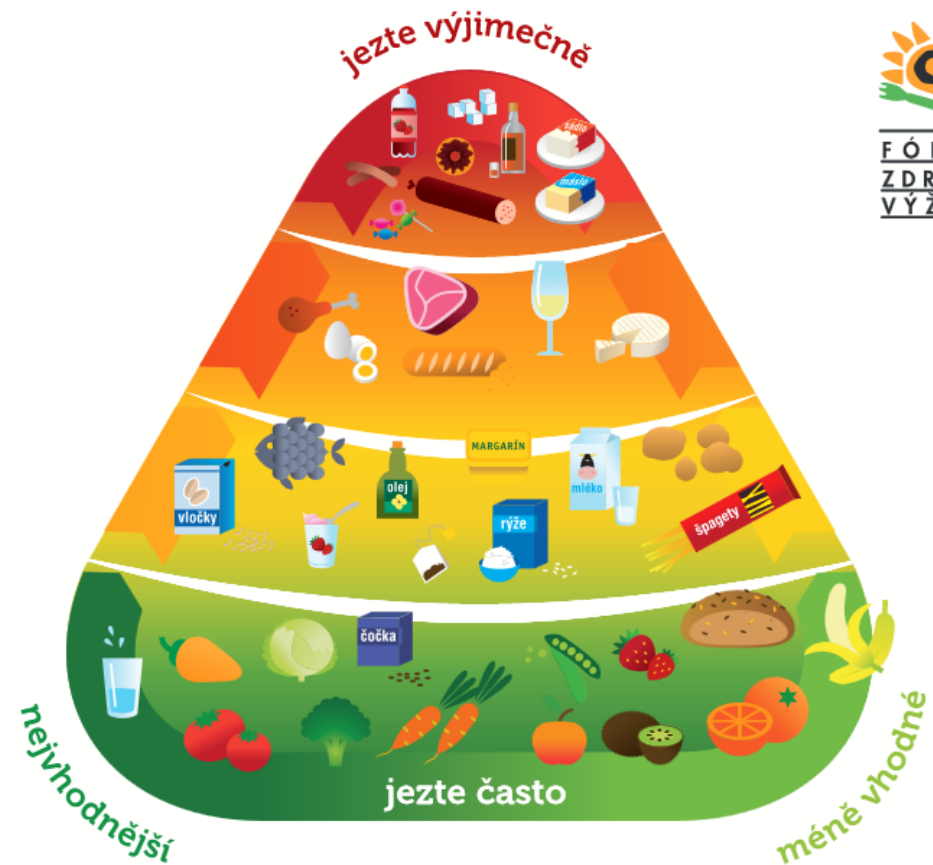 jezte výjimečně
sádlo
máslo
MARGARÍN
olej
mléko
vločky
rýže
špagety
čočka
jezte často
nejvhodnější
méně vhodné